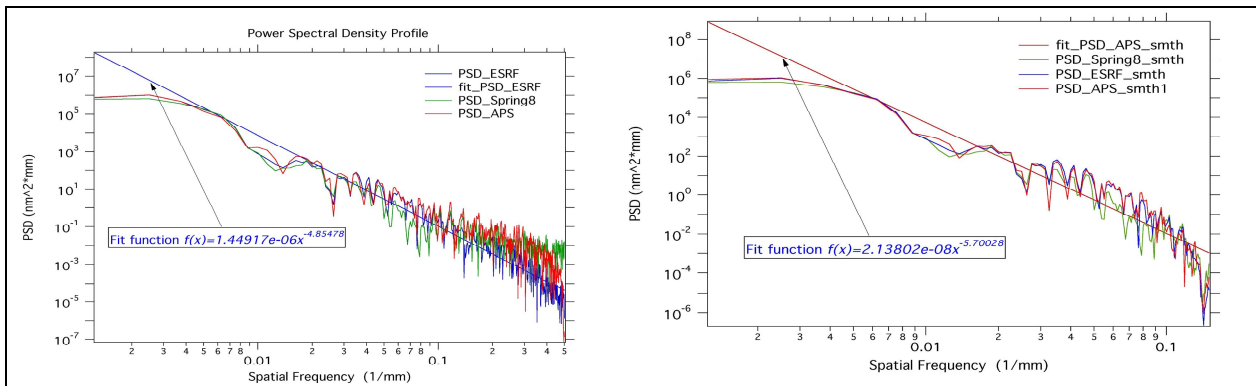 Power Spectral Density Profile
PSD (nm^2*mm)
10^7
10^5
10^3
10^1
10^-1
10^-3
10^-5
10^-7
PSD_ESRF
fit_PSD_ESRF
PSD_Spring8
PSD_APS
Fit function f(x)=1.44917e-06x^-4.85478
2 3 4 5 6 7 8 0.01 2 3 4 5 6 7 8 0.1 2 3 4 5
Spatial Frequency (1/mm)
PSD (nm^2*mm)
10^8
10^6
10^4
10^2
10^0
10^-2
10^-4
10^-6
fit_PSD_APS_smth
PSD_Spring8_smth
PSD_ESRF_smth
PSD_APS_smth1
Fit function f(x)=2.13802e-08x^-5.70028
2 3 4 5 6 7 8 9 0.01 2 3 4 5 6 7 8 9 0.1
Spatial Frequency (1/mm)